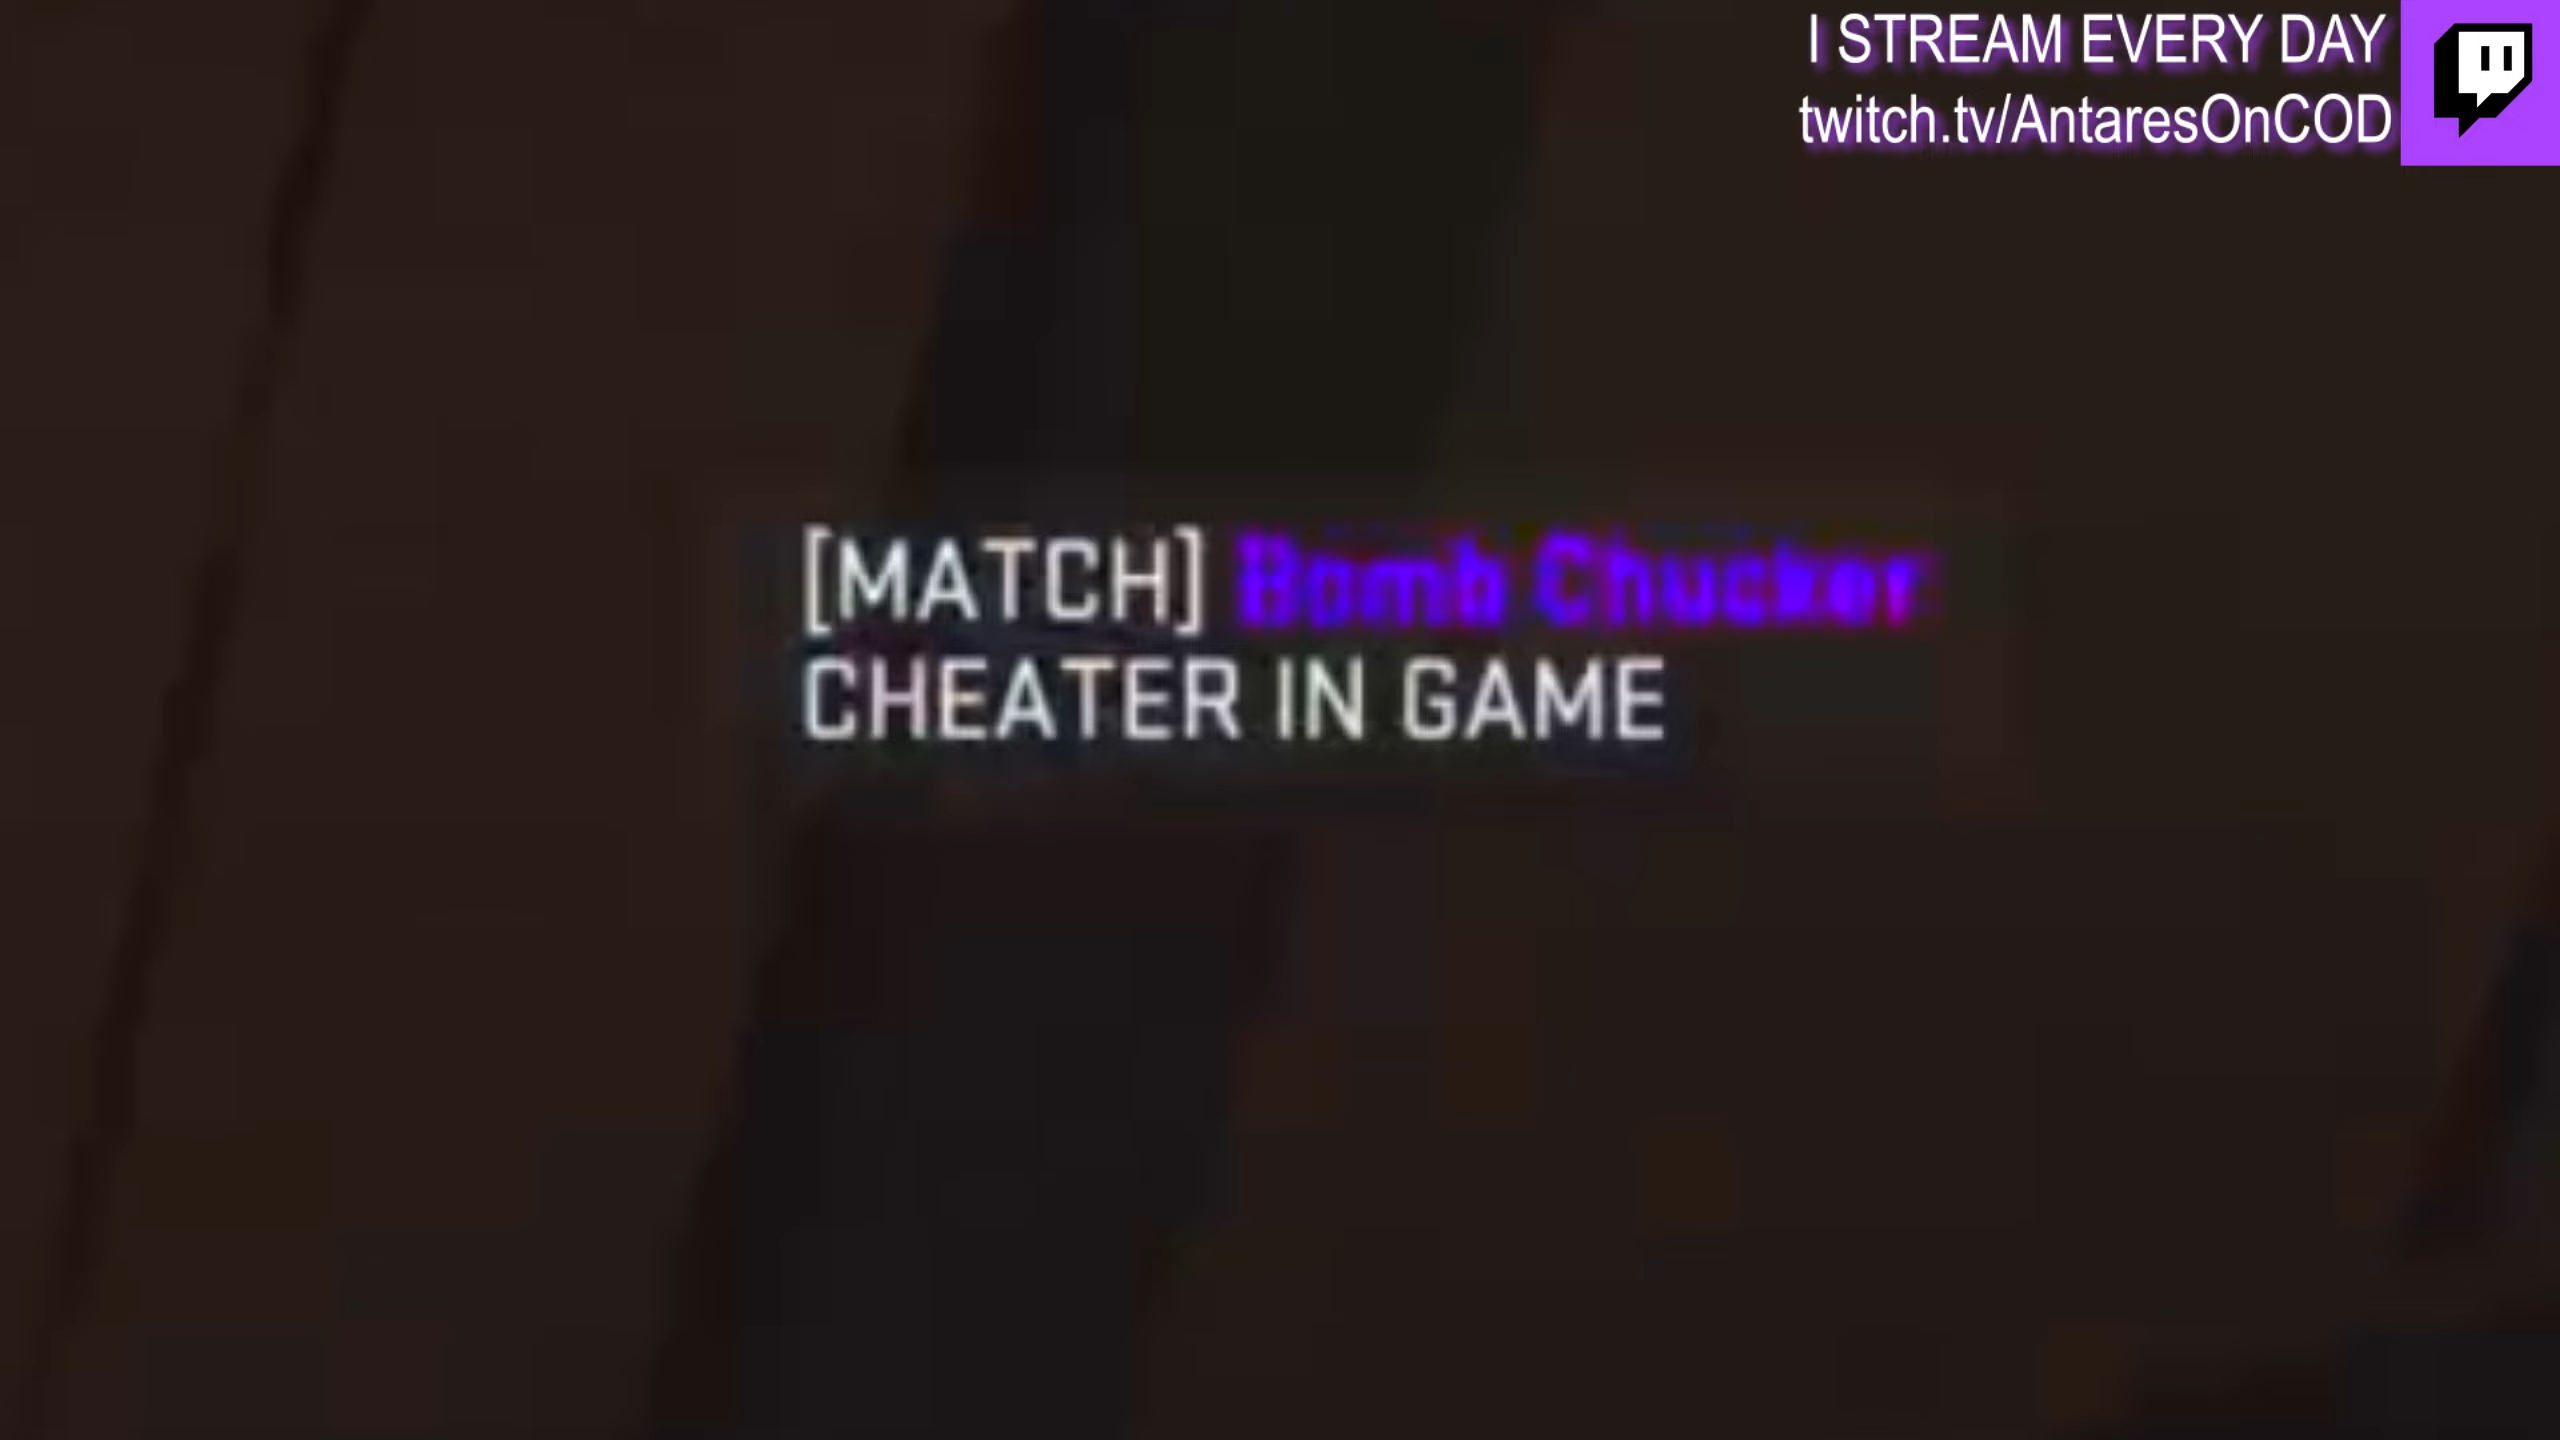 I STREAM EVERY DAY
twitch.tv/AntaresOnCOD
[MATCH] Bomb Chucker
CHEATER IN GAME